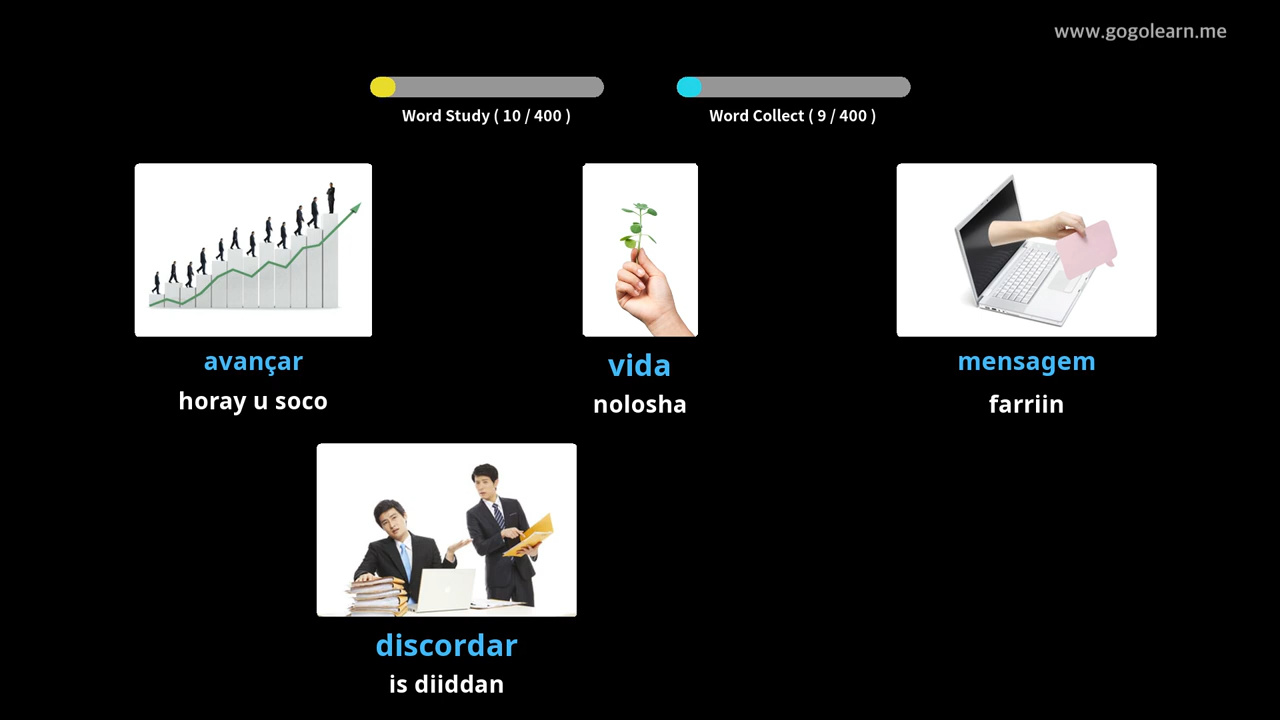 www.gogolearn.me
Word Study ( 10 / 400 )
Word Collect ( 9 / 400 )
avançar
horay u soco
vida
nolosha
mensagem
farriin
discordar
is diiddan